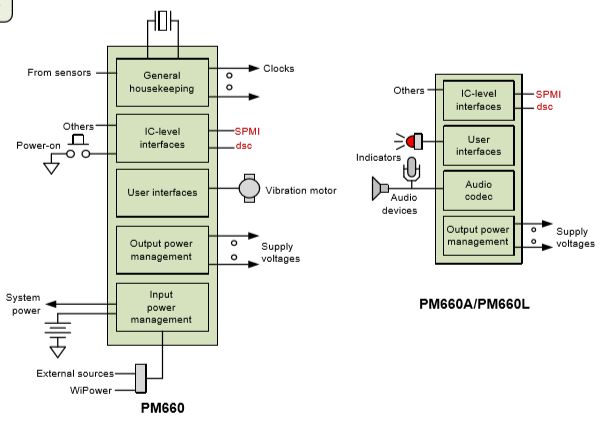 From sensors
General
housekeeping
Clocks
Others
Power-on
IC-level
interfaces
SPMI
dsc
User interfaces
Vibration motor
Output power
management
Supply
voltages
System
power
Input
power
management
External sources
WiPower
PM660
Others
IC-level
interfaces
SPMI
dsc
Indicators
User
interfaces
Audio
devices
Audio
codec
Output power
management
Supply
voltages
PM660A/PM660L